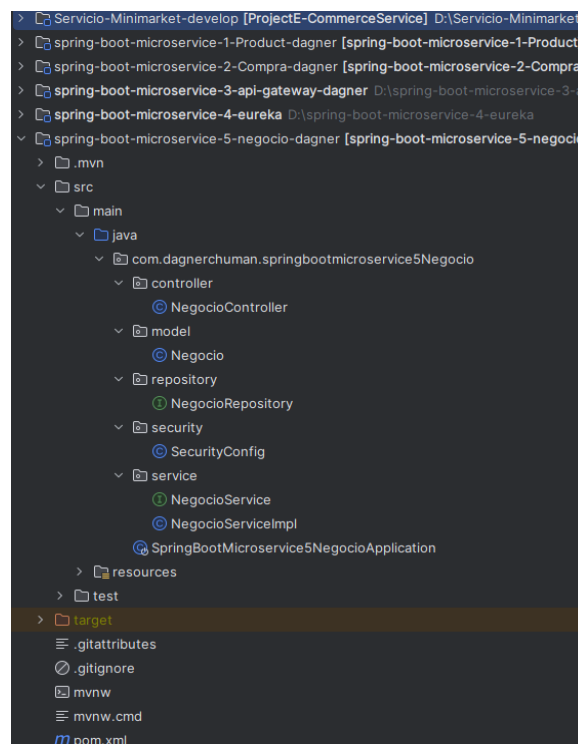 Servicio-Minimarket-develop [ProjectE-CommerceService] D:\Servicio-Minimarket
spring-boot-microservice-1-Product-dagner [spring-boot-microservice-1-Product
spring-boot-microservice-2-Compra-dagner [spring-boot-microservice-2-Compra
spring-boot-microservice-3-api-gateway-dagner D:\spring-boot-microservice-3-a
spring-boot-microservice-4-eureka D:\spring-boot-microservice-4-eureka
spring-boot-microservice-5-negocio-dagner [spring-boot-microservice-5-negocio
.mvn
src
main
java
com.dagnerchuman.springbootmicroservice5Negocio
controller
NegocioController
model
Negocio
repository
NegocioRepository
security
SecurityConfig
service
NegocioService
NegocioServiceImpl
SpringBootMicroservice5NegocioApplication
resources
test
target
.gitattributes
.gitignore
mvnw
mvnw.cmd
pom.xml